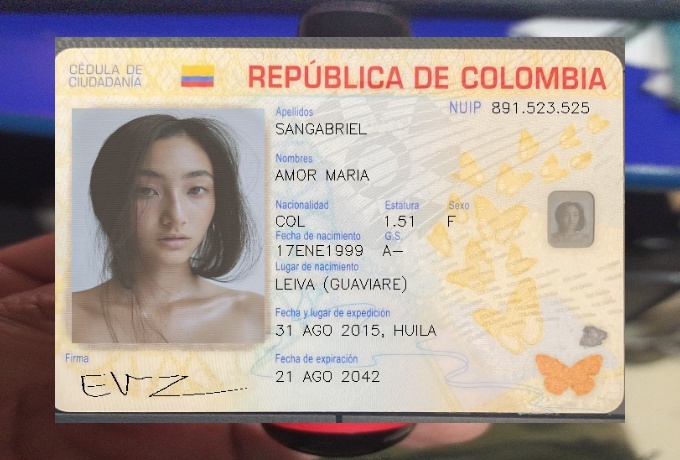 CÉDULA DE
CIUDADANÍA
REPÚBLICA DE COLOMBIA
NUIP 891.523.525
Apellidos
SANGABRIEL
Nombres
AMOR MARIA
Nacionalidad Estatura Sexo
COL 1.51 F
Fecha de nacimiento G.S.
17ENE1999 A–
Lugar de nacimiento
LEIVA (GUAVIARE)
Fecha y lugar de expedición
31 AGO 2015, HUILA
Firma
Fecha de expiración
21 AGO 2042